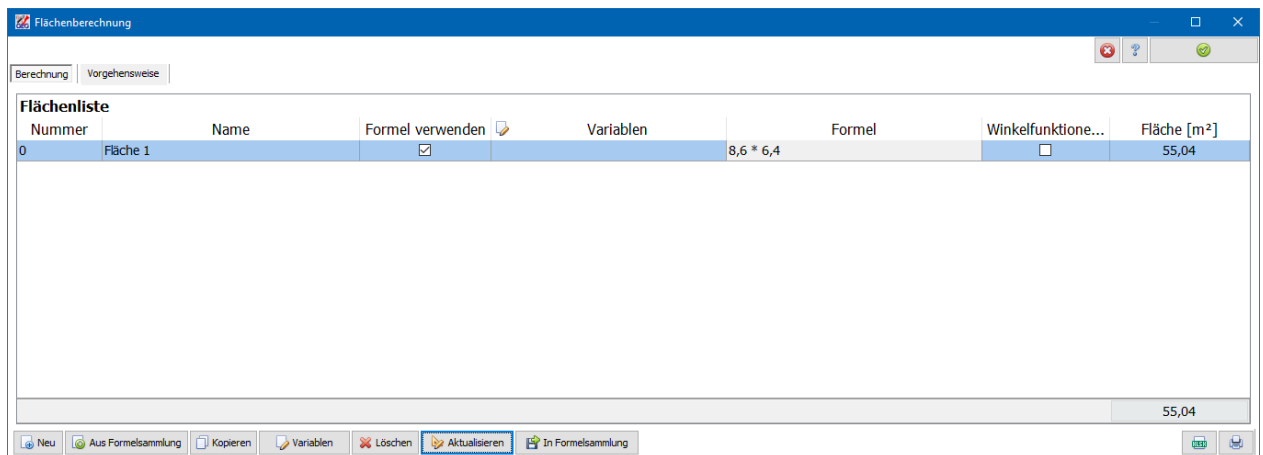 Flächenberechnung
Berechnung Vorgehensweise
Flächenliste
Nummer Name Formel verwenden Variablen Formel Winkelfunktione... Fläche [m²]
0 Fläche 1 8,6 * 6,4 55,04
55,04
Neu Aus Formelsammlung Kopieren Variablen Löschen Aktualisieren In Formelsammlung